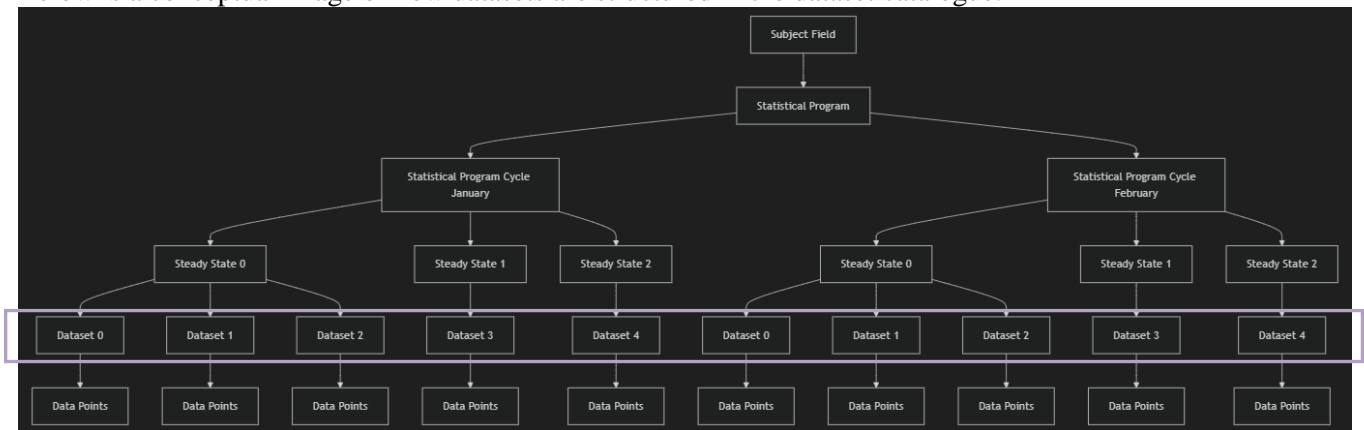 Subject Field
Statistical Program
Statistical Program Cycle
January
Statistical Program Cycle
February
Steady State 0
Steady State 1
Steady State 2
Steady State 0
Steady State 1
Steady State 2
Dataset 0
Dataset 1
Dataset 2
Dataset 3
Dataset 4
Dataset 0
Dataset 1
Dataset 2
Dataset 3
Dataset 4
Data Points
Data Points
Data Points
Data Points
Data Points
Data Points
Data Points
Data Points
Data Points
Data Points